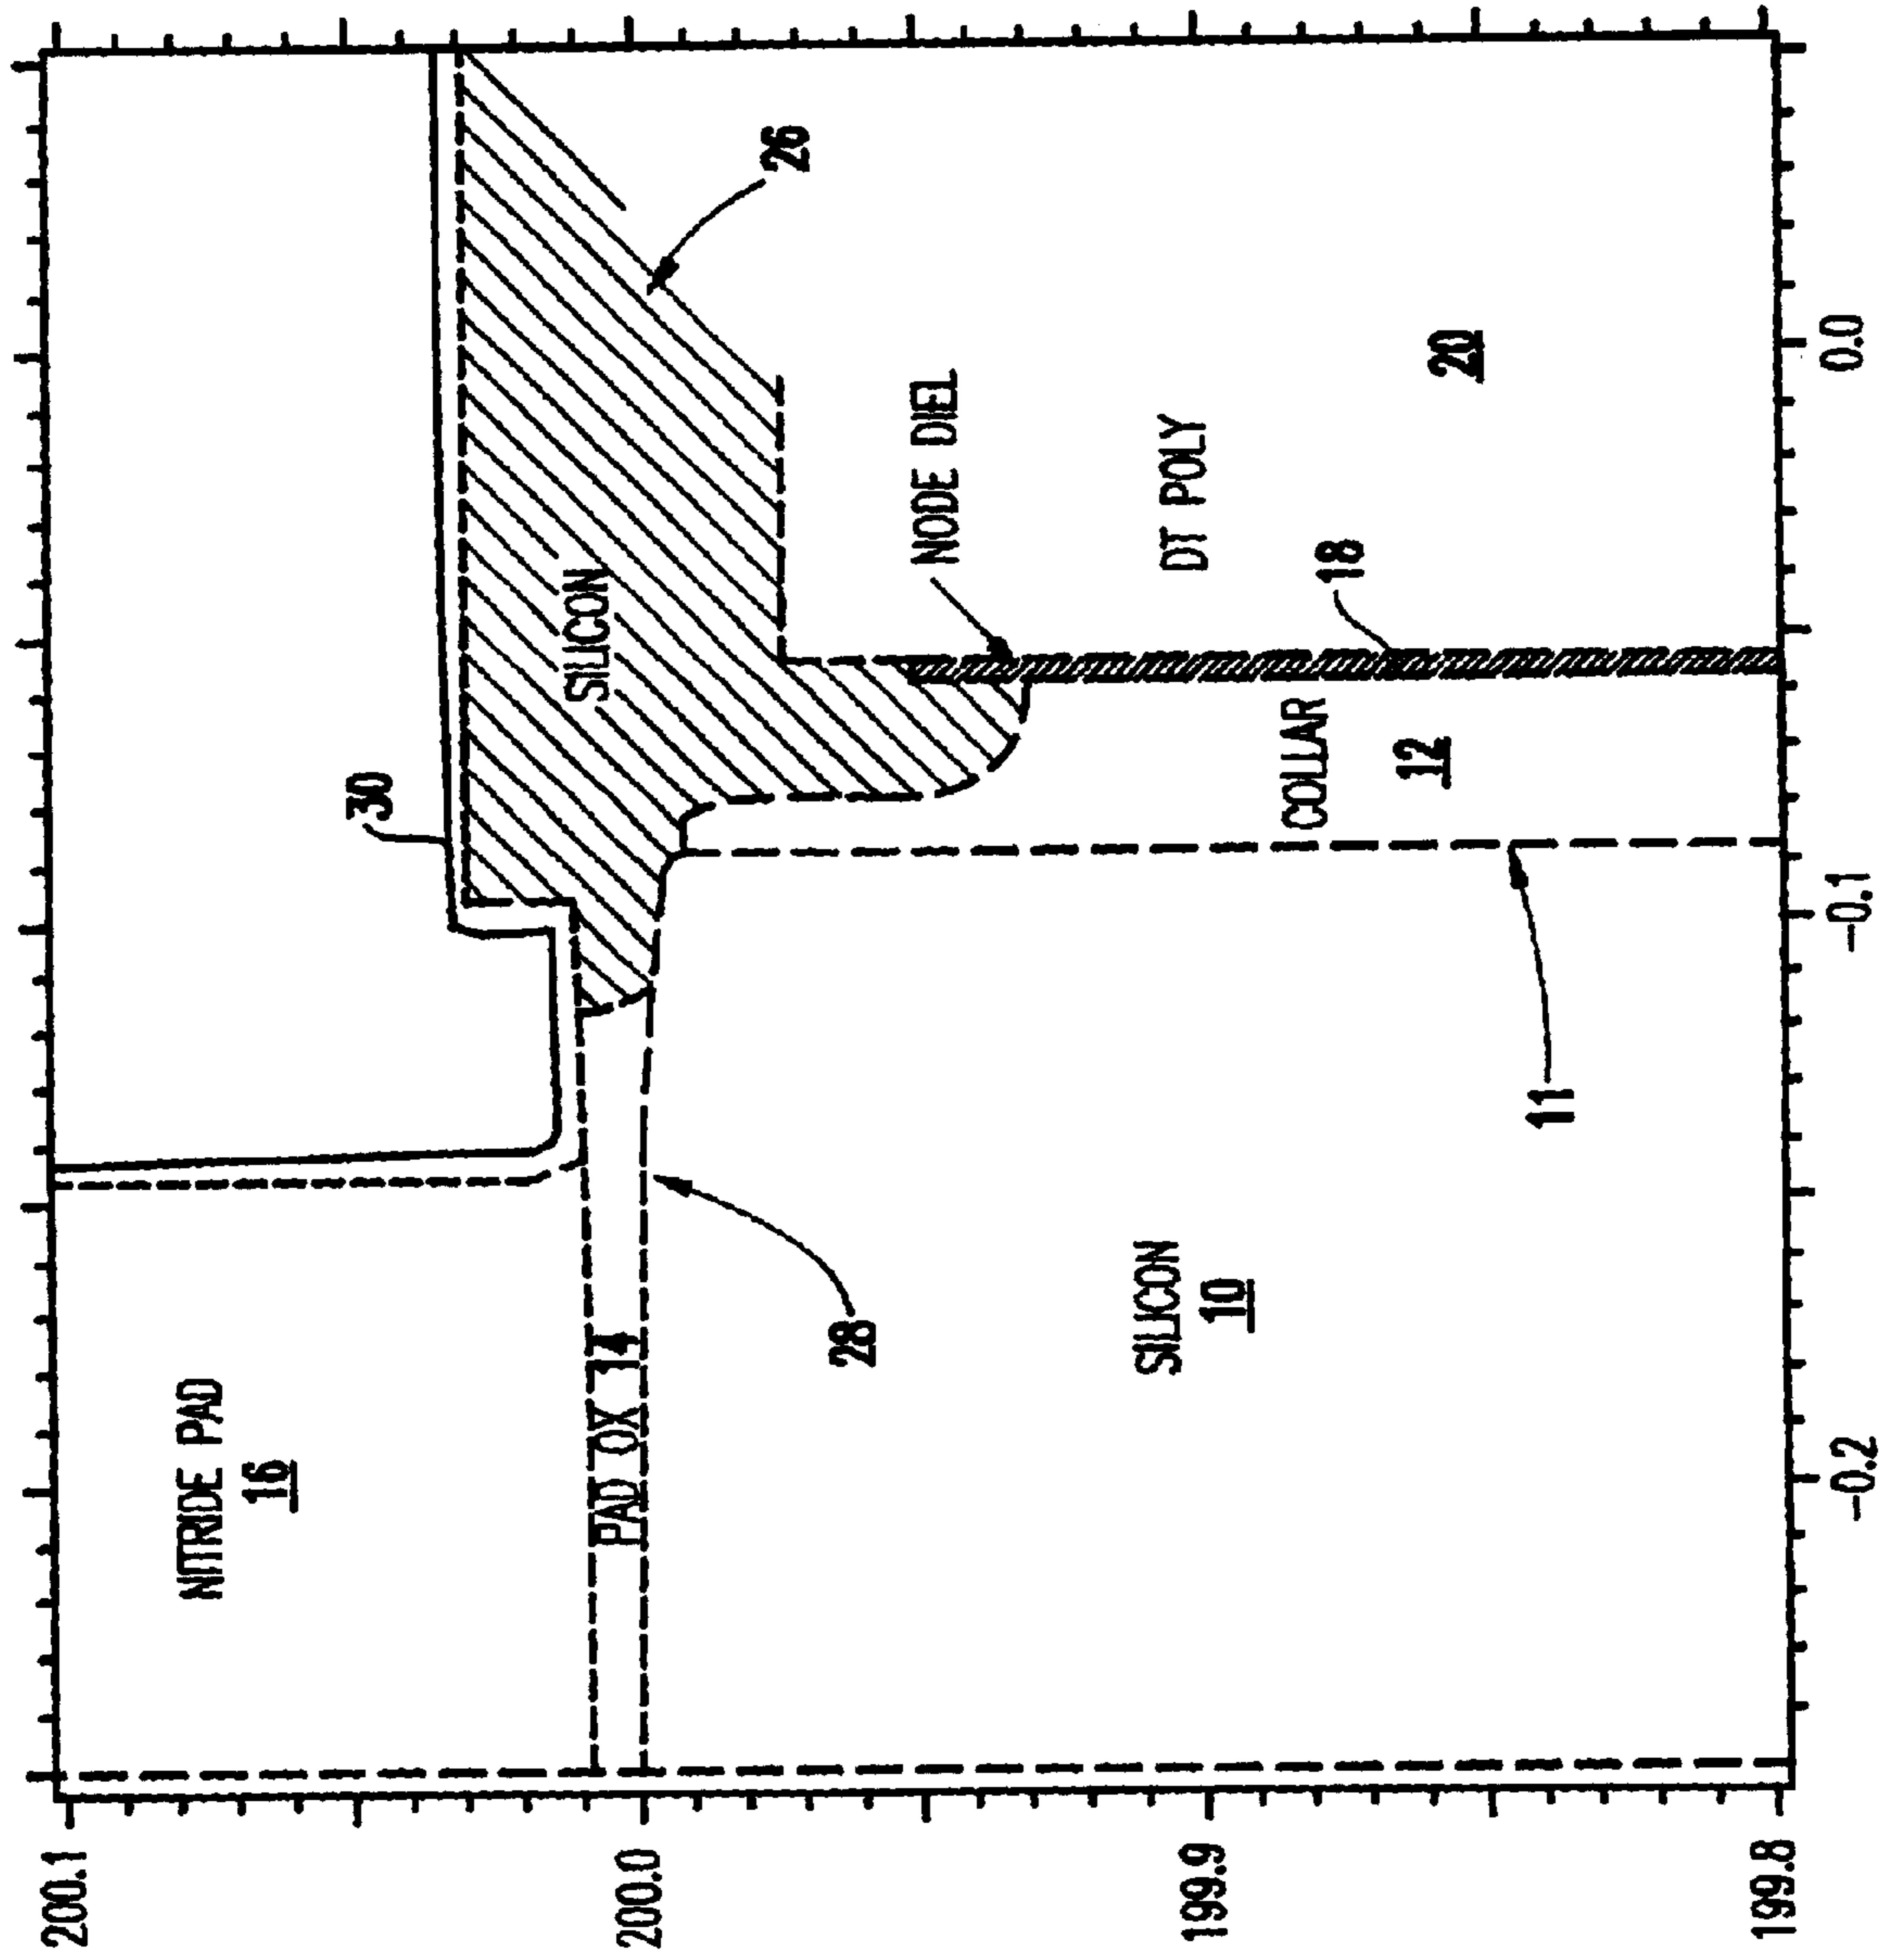 NITRIDE PAD
16
30
26
SILICON
PAD OX 14
28
NODE DIEL
DT POLY
18
20
COLLAR
12
SILICON
10
11
200.1
200.0
199.9
199.8
-0.2
-0.1
0.0